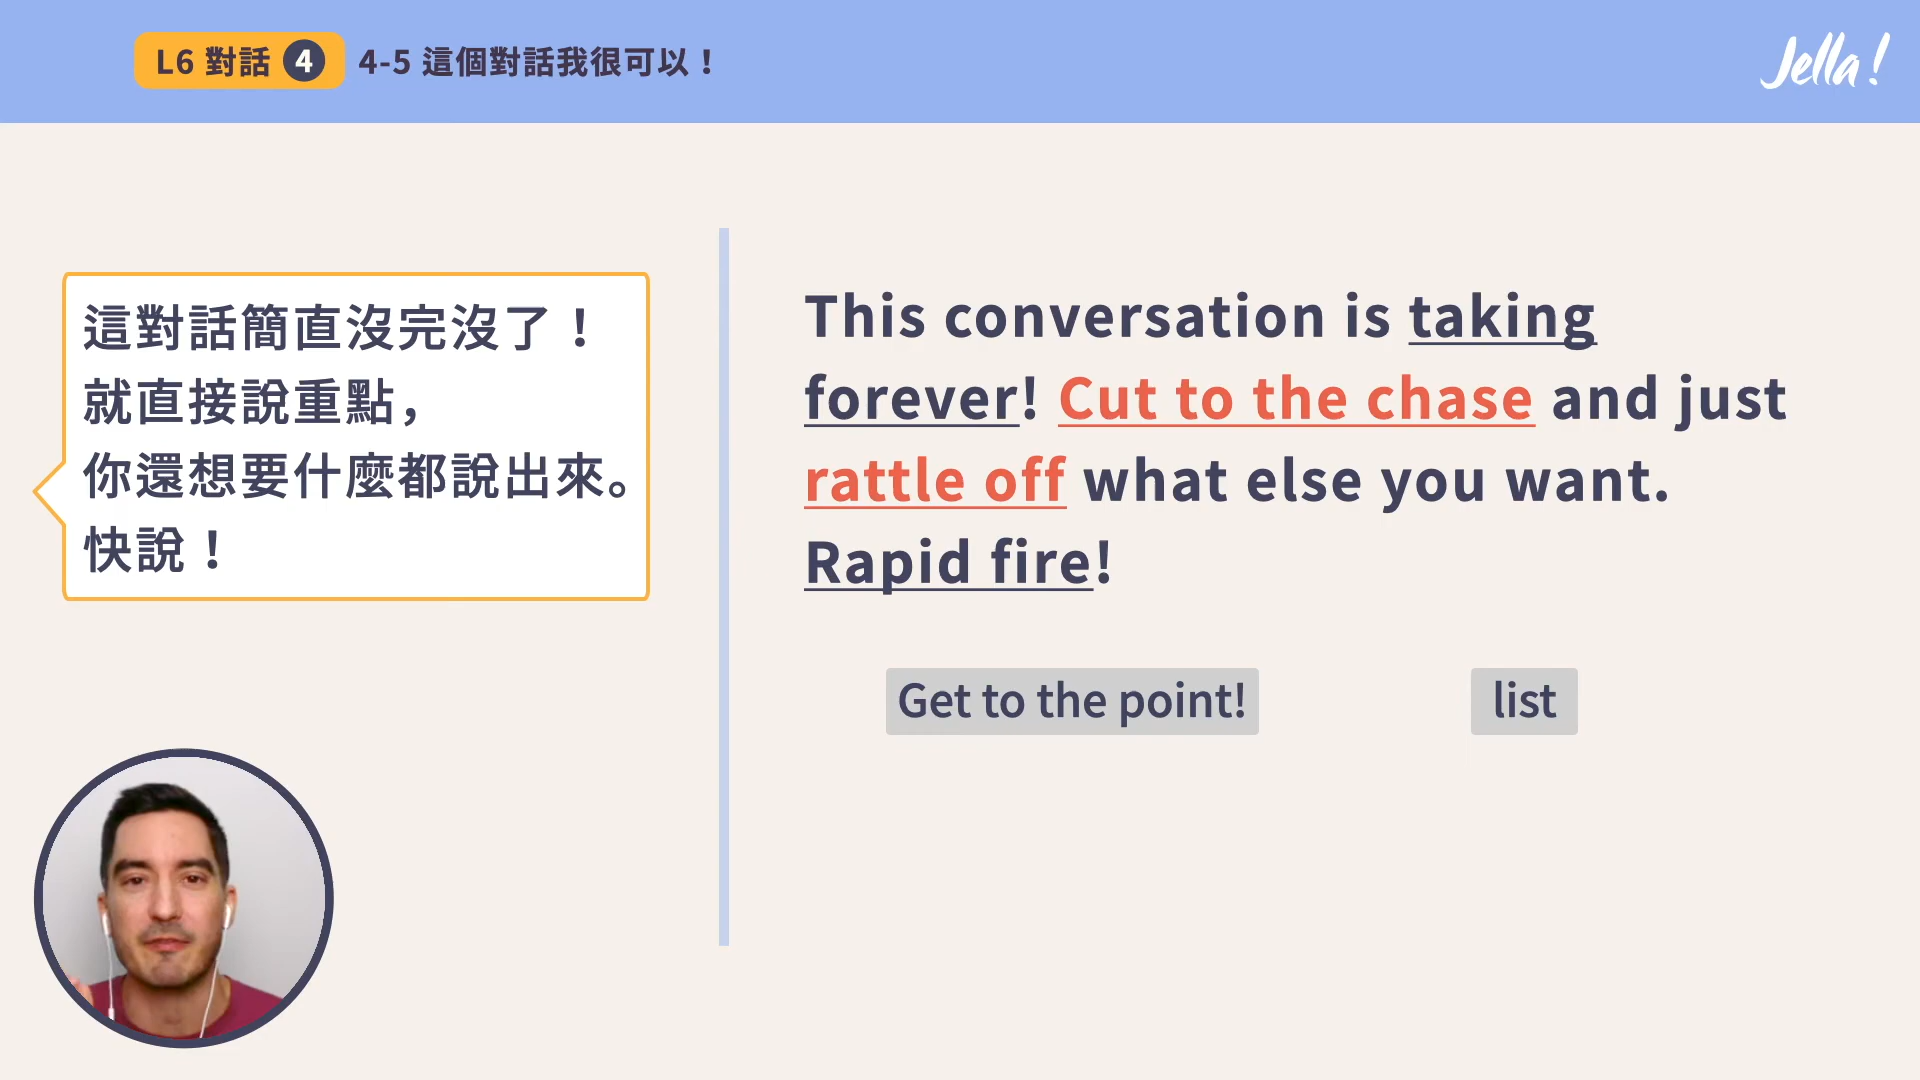 L6 對話 4 4-5 這個對話我很可以！
Jella!
這對話簡直沒完沒了！
就直接說重點，
你還想要什麼都說出來。
快說！
This conversation is taking
forever! Cut to the chase and just
rattle off what else you want.
Rapid fire!
Get to the point! list